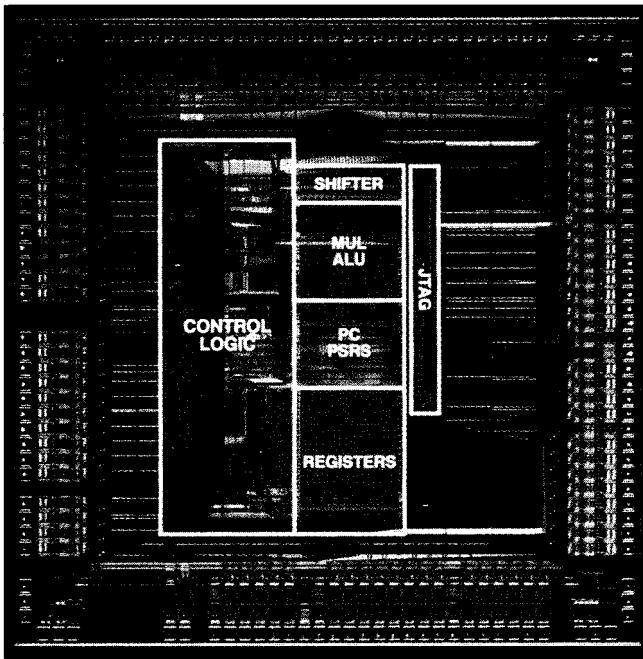 SHIFTER
MUL
ALU
JTAG
CONTROL
LOGIC
PC
PSRS
REGISTERS